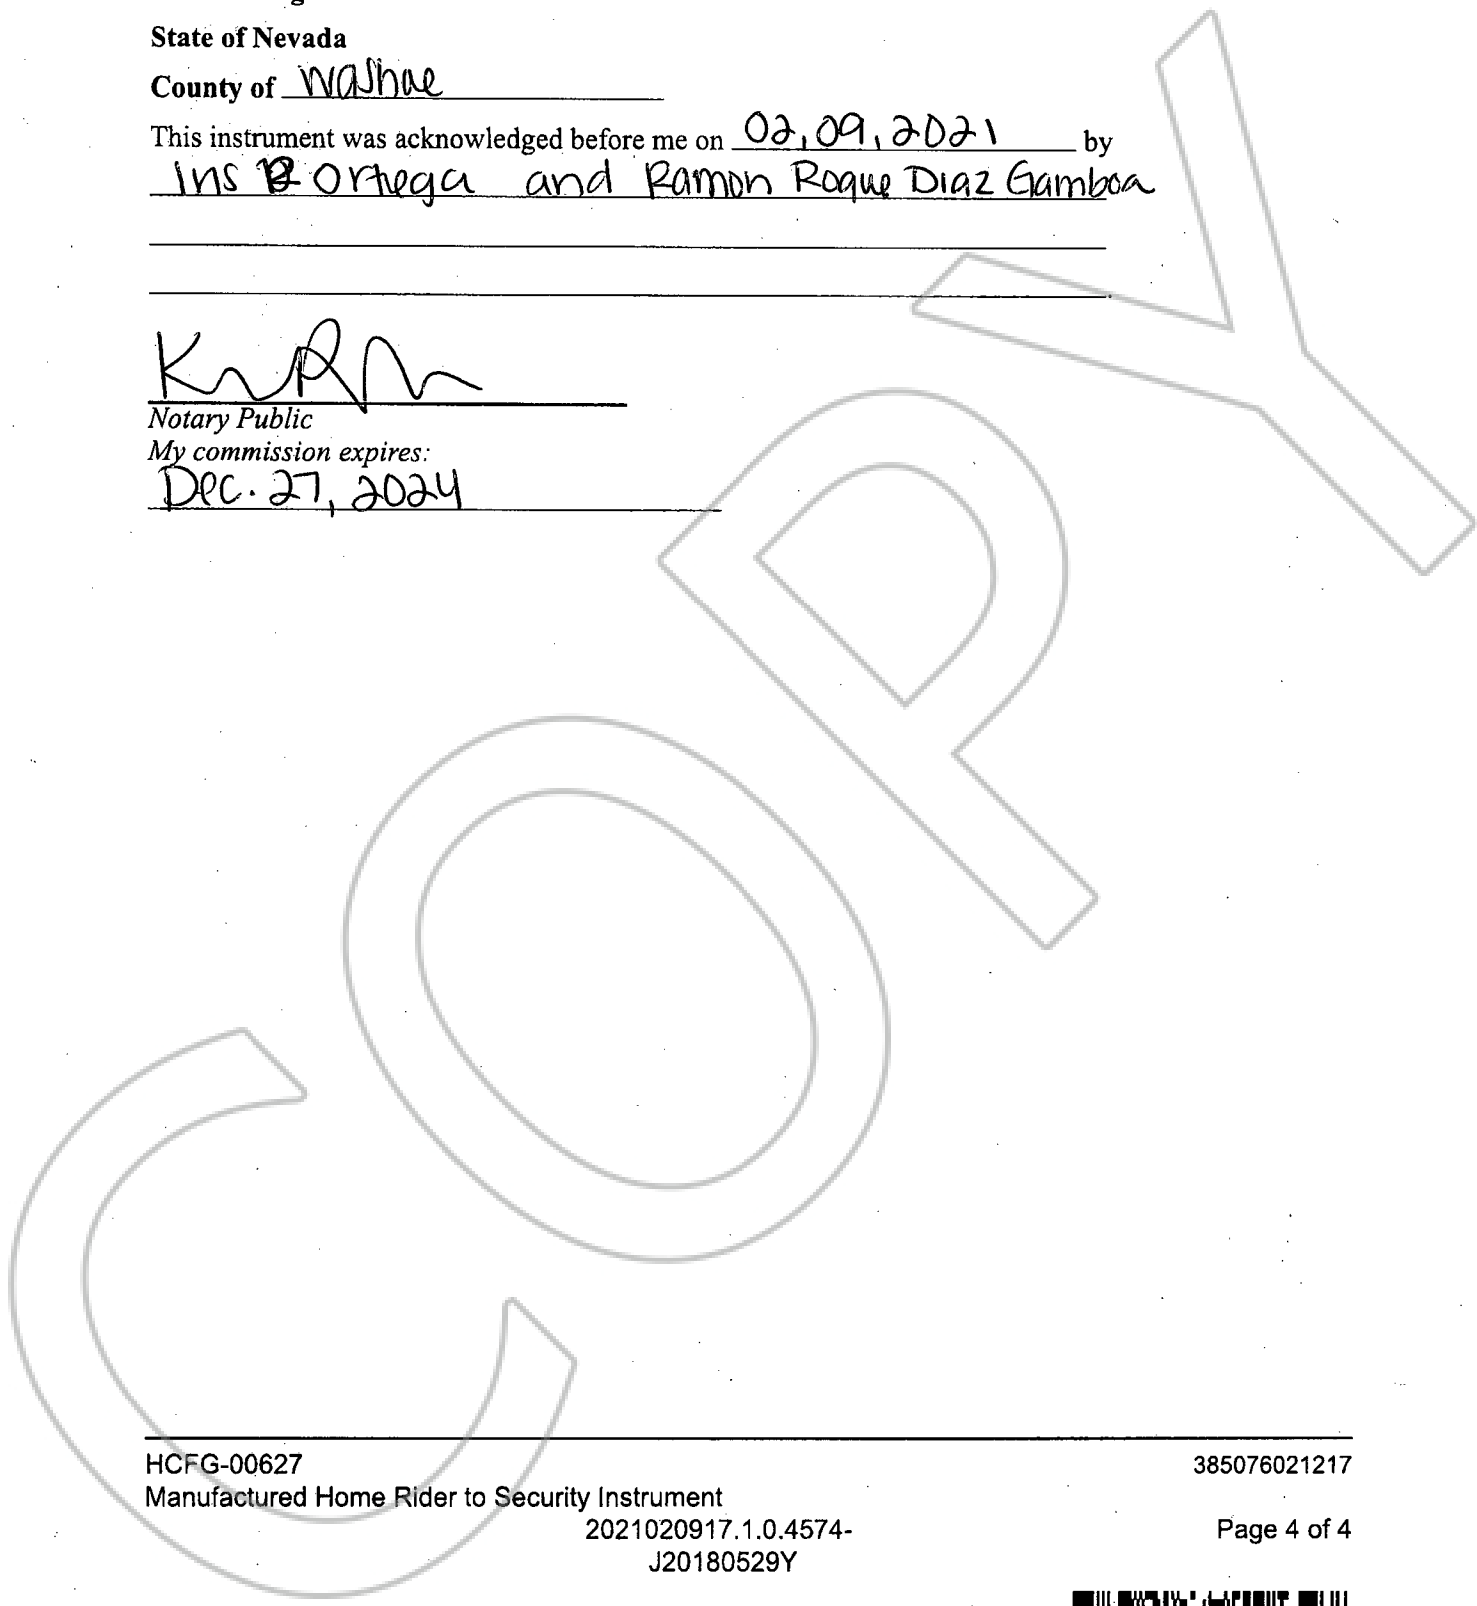 State of Nevada
County of Washoe
This instrument was acknowledged before me on 02,09,2021 by
Iris Ortega and Ramon Roque Diaz Gamboa
Notary Public
My commission expires:
Dec. 27, 2024
COPY
HCFG-00627 385076021217
Manufactured Home Rider to Security Instrument
2021020917.1.0.4574- Page 4 of 4
J20180529Y